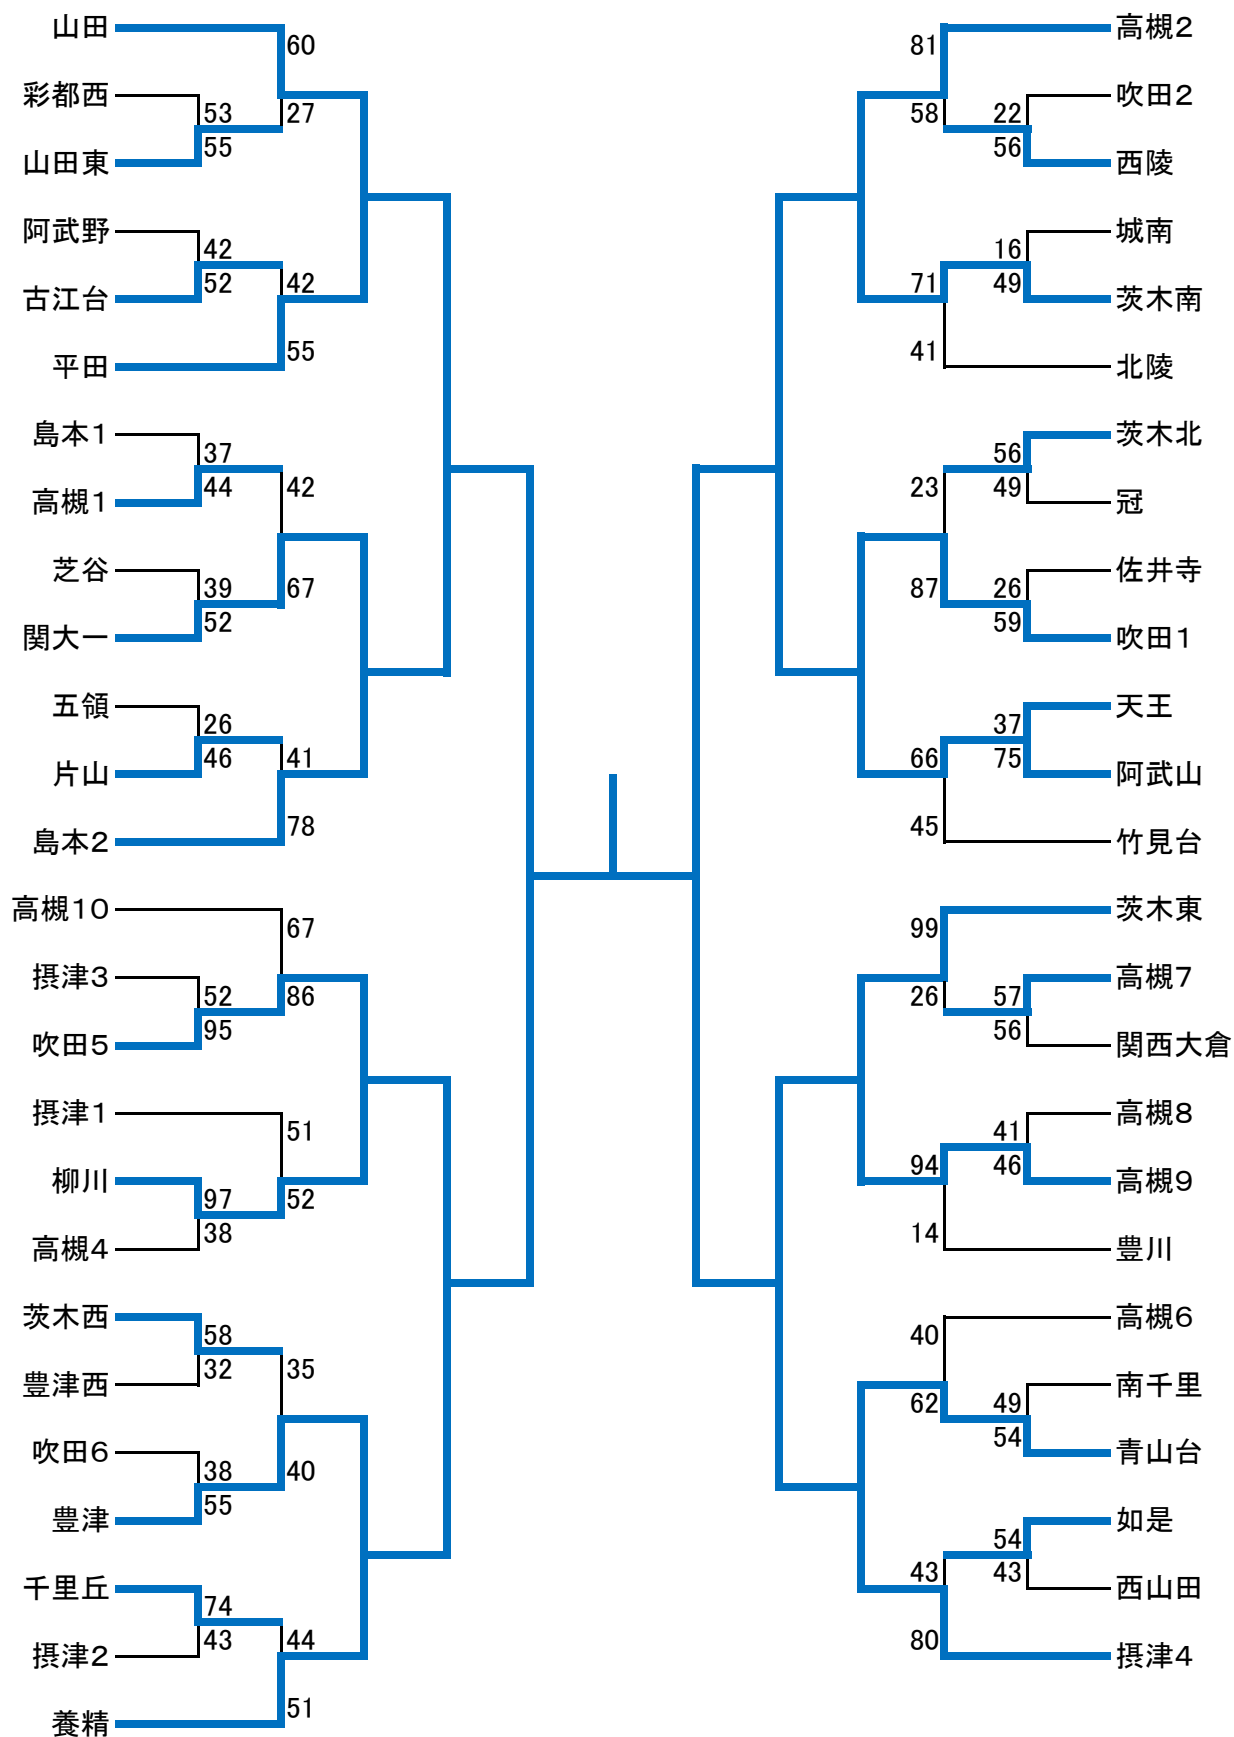 山田
60
彩都西
53
27
山田東
55
阿武野
42
古江台
52
42
平田
55
島本1
37
高槻1
44
42
芝谷
39
67
関大一
52
五領
26
片山
46
41
島本2
78
高槻10
67
摂津3
52
86
吹田5
95
摂津1
51
柳川
97
52
高槻4
38
茨木西
58
豊津西
32
35
吹田6
38
40
豊津
55
千里丘
74
摂津2
43
44
養精
51
高槻2
81
吹田2
22
58
西陵
56
城南
16
茨木南
49
71
北陵
41
茨木北
56
冠
49
23
佐井寺
26
87
吹田1
59
天王
37
阿武山
75
66
竹見台
45
茨木東
99
高槻7
57
26
関西大倉
56
高槻8
41
高槻9
46
94
豊川
14
高槻6
40
南千里
49
62
青山台
54
如是
54
西山田
43
43
摂津4
80